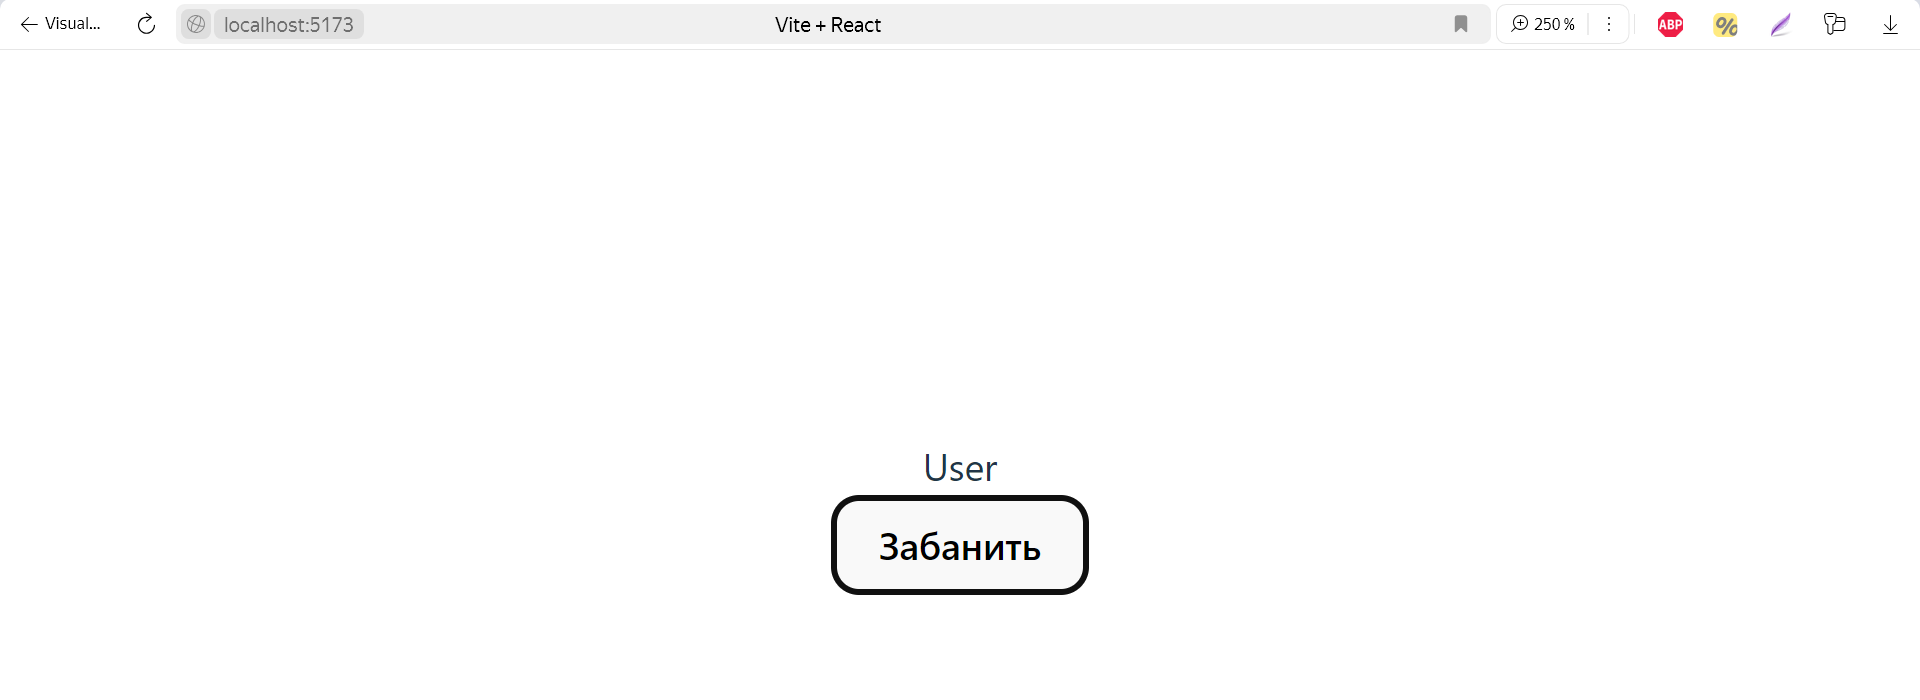 Visual...
localhost:5173
Vite + React
250 %
ABP
%
User
Забанить